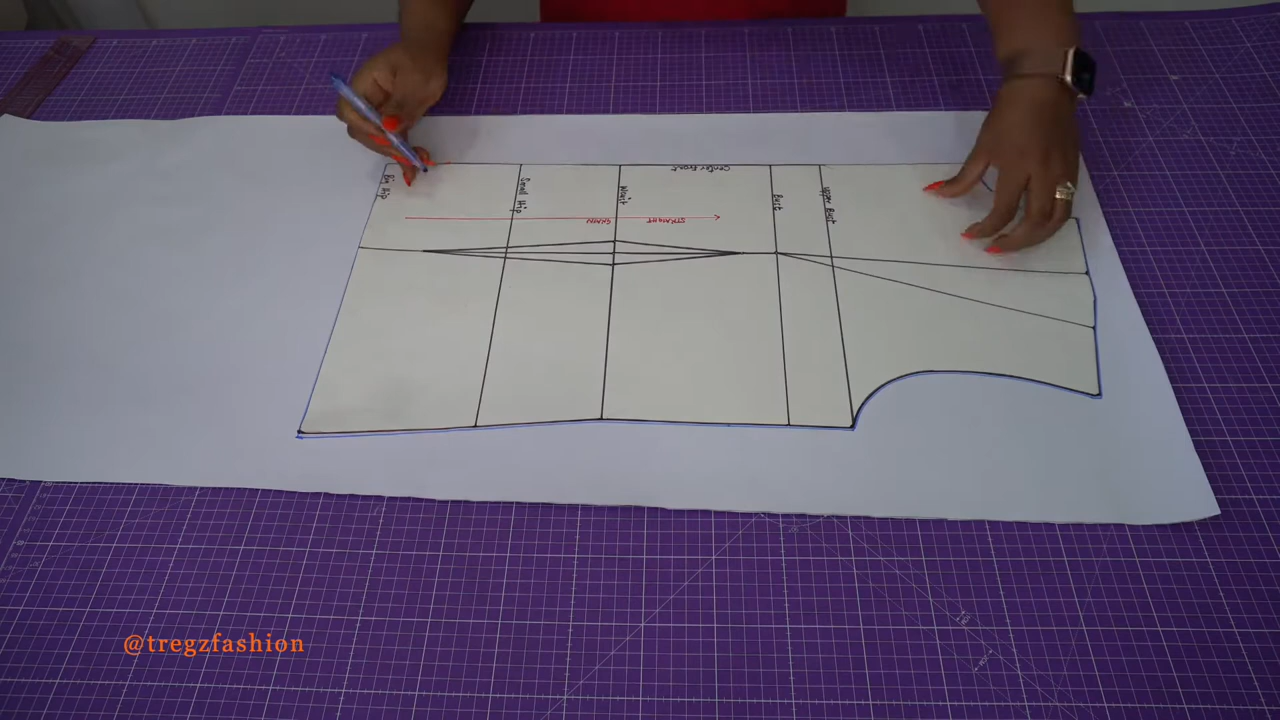 Center Front
Big Hip
Small Hip
Waist
Bust
Upper Bust
STRAIGHT
GRAIN
@tregzfashion